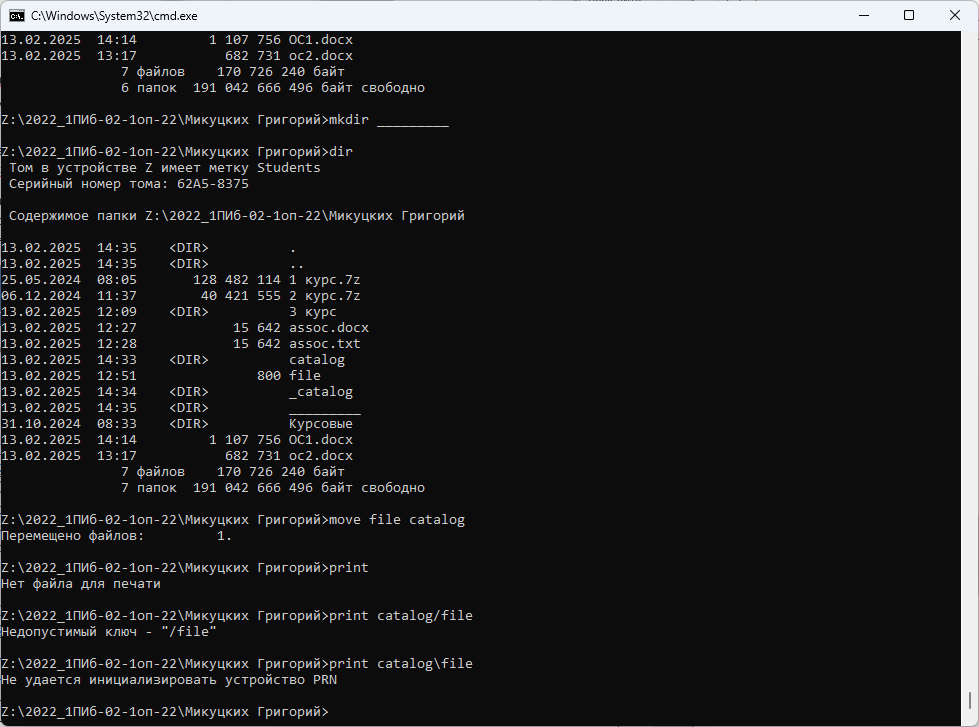 C:\Windows\System32\cmd.exe
13.02.2025  14:14         1 107 756 ОС1.docx
13.02.2025  13:17           682 731 ос2.docx
               7 файлов    170 726 240 байт
               6 папок  191 042 666 496 байт свободно
Z:\2022_1ПИб-02-1оп-22\Микуцких Григорий>mkdir _________
Z:\2022_1ПИб-02-1оп-22\Микуцких Григорий>dir
 Том в устройстве Z имеет метку Students
 Серийный номер тома: 62A5-8375
 Содержимое папки Z:\2022_1ПИб-02-1оп-22\Микуцких Григорий
13.02.2025  14:35    <DIR>          .
13.02.2025  14:35    <DIR>          ..
25.05.2024  08:05       128 482 114 1 курс.7z
06.12.2024  11:37        40 421 555 2 курс.7z
13.02.2025  12:09    <DIR>          3 курс
13.02.2025  12:27            15 642 assoc.docx
13.02.2025  12:28            15 642 assoc.txt
13.02.2025  14:33    <DIR>          catalog
13.02.2025  12:51               800 file
13.02.2025  14:34    <DIR>          _catalog
13.02.2025  14:35    <DIR>          _________
31.10.2024  08:33    <DIR>          Курсовые
13.02.2025  14:14         1 107 756 ОС1.docx
13.02.2025  13:17           682 731 ос2.docx
               7 файлов    170 726 240 байт
               7 папок  191 042 666 496 байт свободно
Z:\2022_1ПИб-02-1оп-22\Микуцких Григорий>move file catalog
Перемещено файлов:         1.
Z:\2022_1ПИб-02-1оп-22\Микуцких Григорий>print
Нет файла для печати
Z:\2022_1ПИб-02-1оп-22\Микуцких Григорий>print catalog/file
Недопустимый ключ - "/file"
Z:\2022_1ПИб-02-1оп-22\Микуцких Григорий>print catalog\file
Не удается инициализировать устройство PRN
Z:\2022_1ПИб-02-1оп-22\Микуцких Григорий>